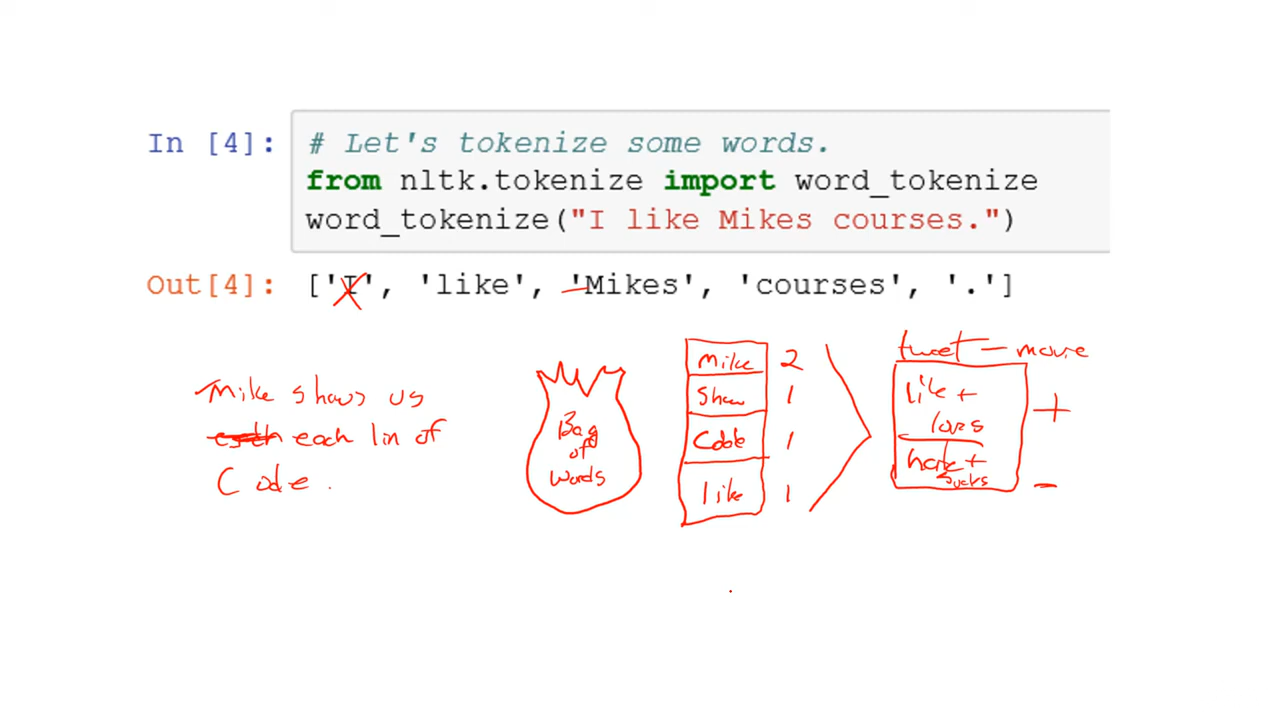 In [4]: # Let's tokenize some words.
from nltk.tokenize import word_tokenize
word_tokenize("I like Mikes courses.")
Out[4]: ['I', 'like', 'Mikes', 'courses', '.']
Mike shows us
each lin of
Code .
Bag
of
words
Mike 2
Show 1
Code 1
like 1
tweet - movie
like +
+
hate +
sucks
-